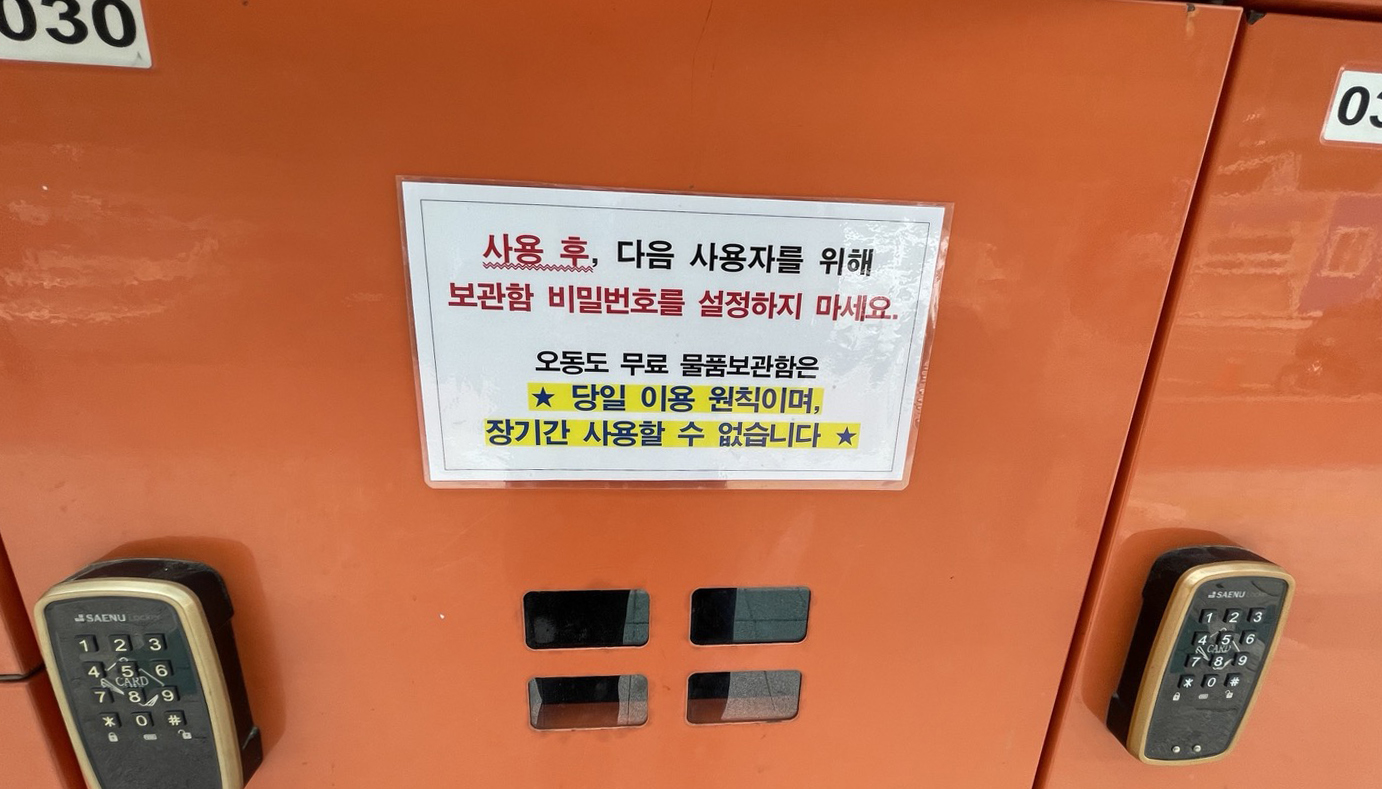 030
사용 후, 다음 사용자를 위해
보관함 비밀번호를 설정하지 마세요.
오동도 무료 물품보관함은
★ 당일 이용 원칙이며,
장기간 사용할 수 없습니다 ★
SAENU Locker
1 2 3
4 5 6
CARD
7 8 9
* 0 #
03
SAENU
1 2 3
4 5 6
CARD
7 8 9
* 0 #